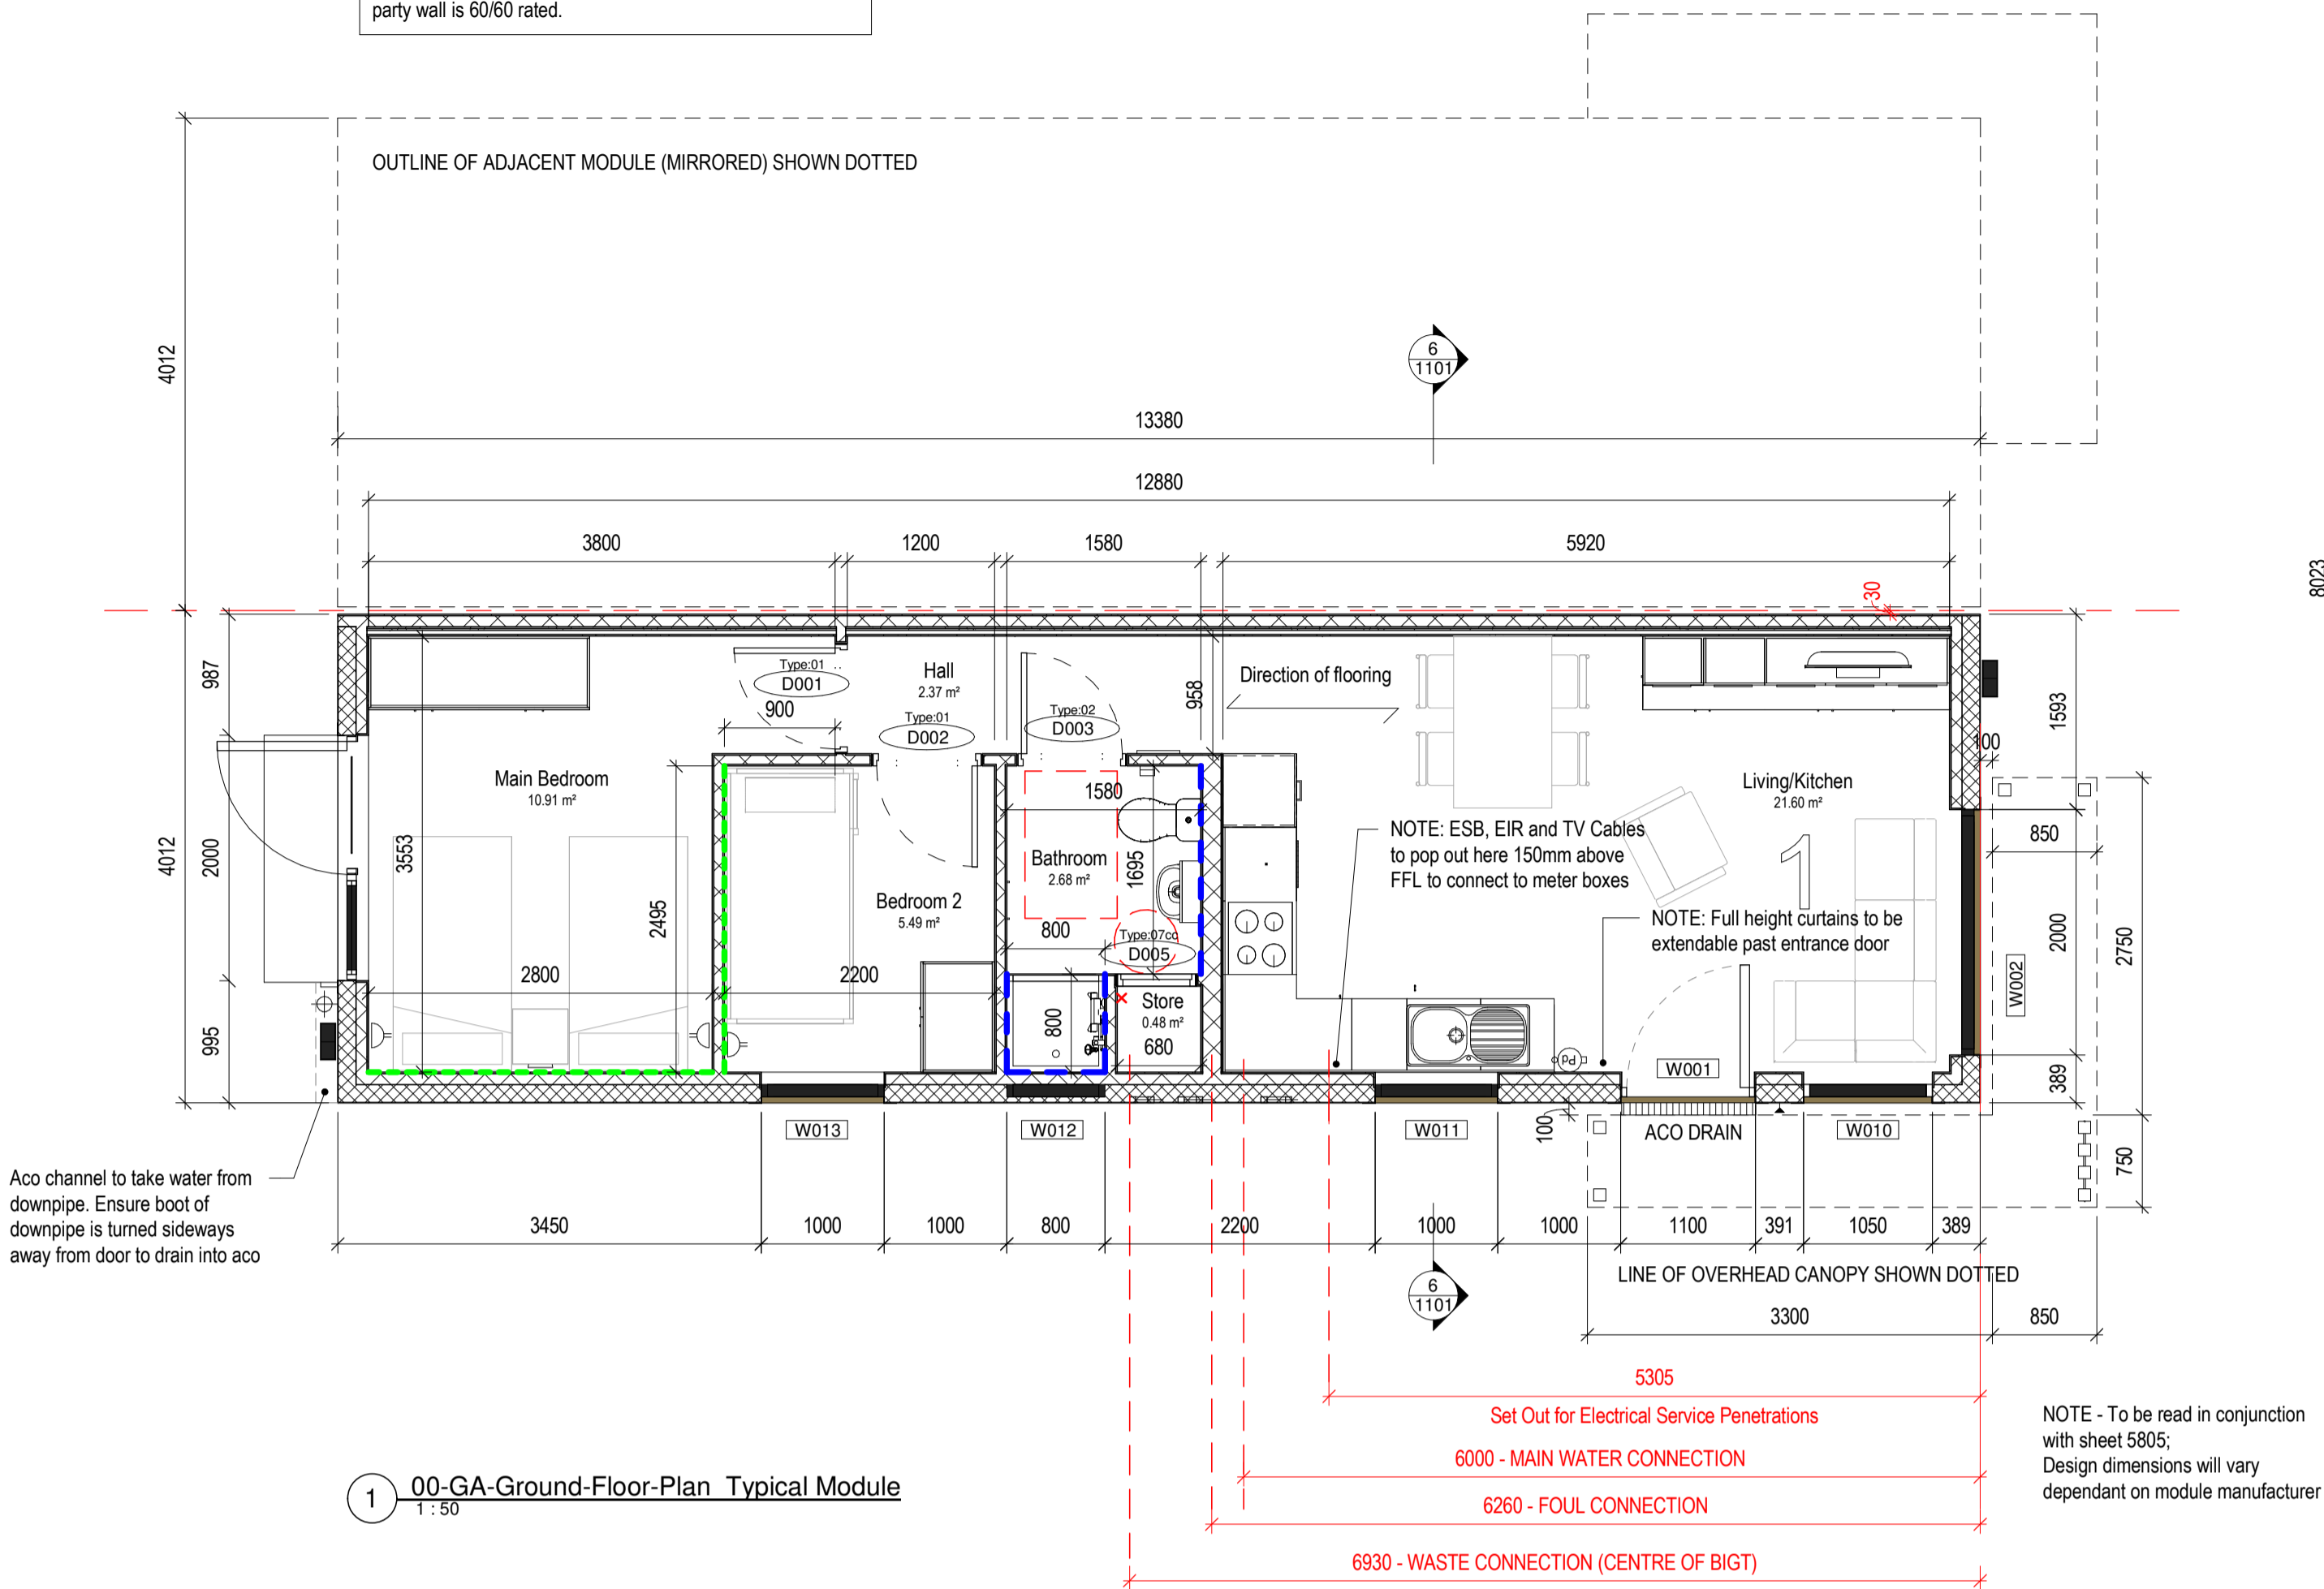 party wall is 60/60 rated.
OUTLINE OF ADJACENT MODULE (MIRRORED) SHOWN DOTTED
4012
6
1101
13380
12880
3800
1200
1580
5920
8023
30
987
Type:01
D001
900
Hall
2.37 m²
Type:01
D002
Type:02
D003
958
Direction of flooring
1593
100
Main Bedroom
10.91 m²
1580
Living/Kitchen
21.60 m²
1
850
4012
2000
3553
2495
Bathroom
2.68 m²
1695
NOTE: ESB, EIR and TV Cables
to pop out here 150mm above
FFL to connect to meter boxes
Bedroom 2
5.49 m²
800
Type:07cc
D005
NOTE: Full height curtains to be
extendable past entrance door
2000
2750
W002
2800
2200
995
800
Store
0.48 m²
680
Pd
W001
389
W013
W012
W011
100
ACO DRAIN
W010
750
Aco channel to take water from
downpipe. Ensure boot of
downpipe is turned sideways
away from door to drain into aco
3450
1000
1000
800
2200
1000
1000
1100
391
1050
389
6
1101
LINE OF OVERHEAD CANOPY SHOWN DOTTED
3300
850
5305
Set Out for Electrical Service Penetrations
6000 - MAIN WATER CONNECTION
6260 - FOUL CONNECTION
6930 - WASTE CONNECTION (CENTRE OF BIGT)
NOTE - To be read in conjunction
with sheet 5805;
Design dimensions will vary
dependant on module manufacturer
1
00-GA-Ground-Floor-Plan Typical Module
1 : 50